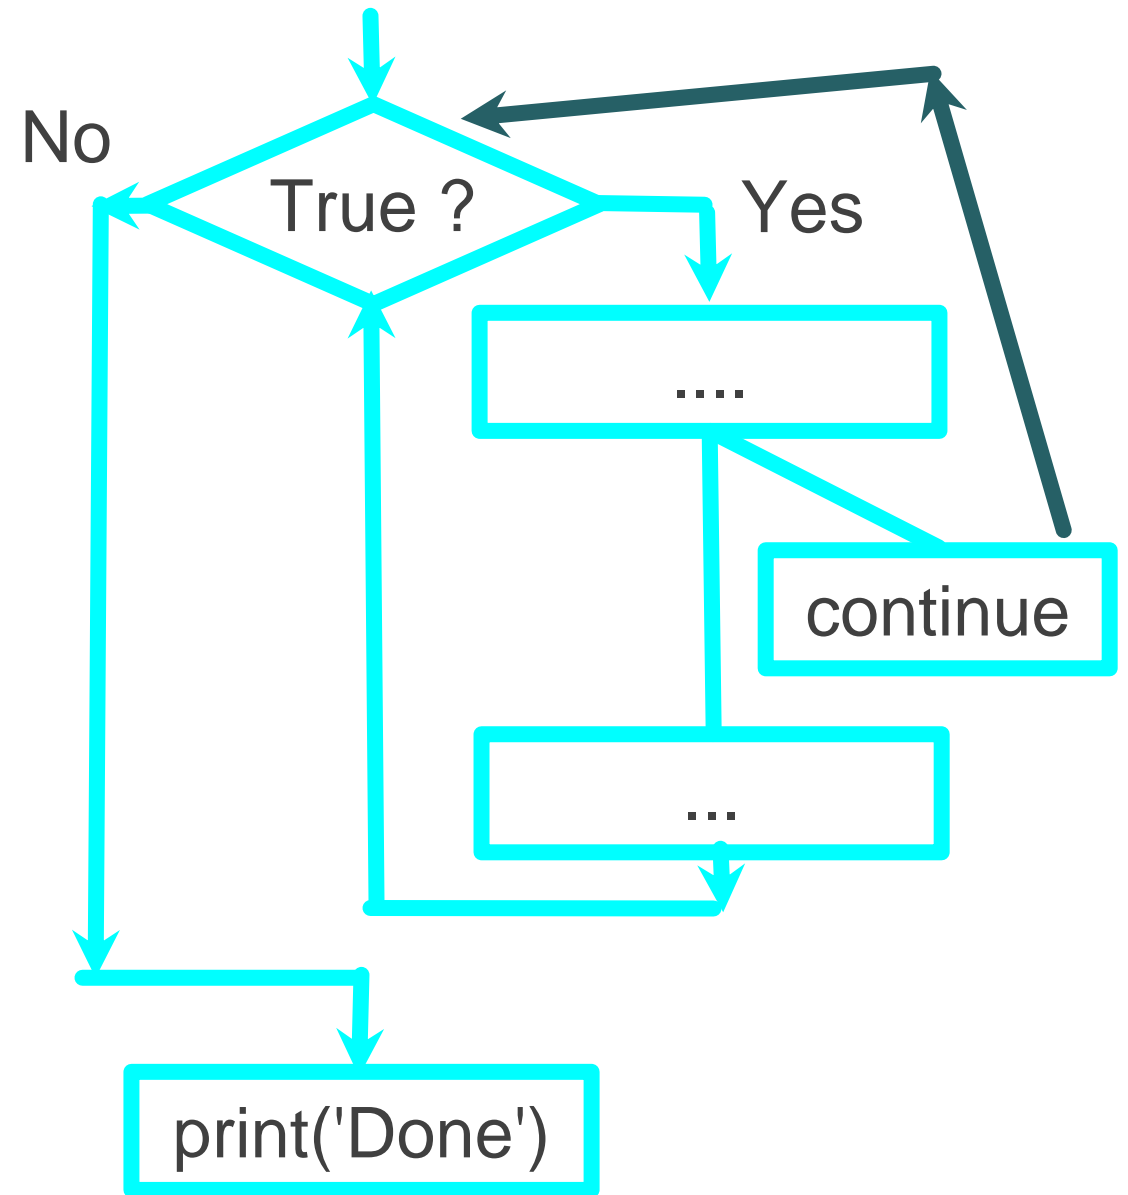 No
True ?
Yes
....
continue
...
print('Done')